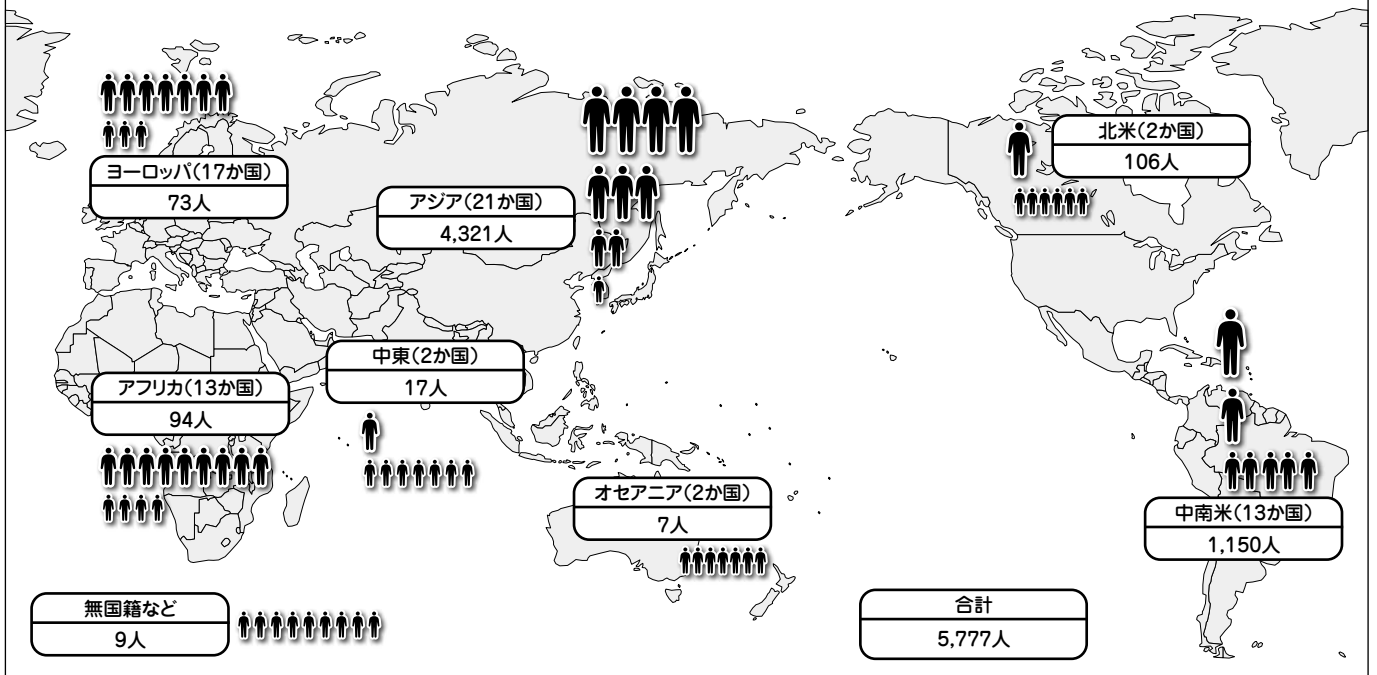 ヨーロッパ(17か国)
73人
アジア(21か国)
4,321人
北米(2か国)
106人
中東(2か国)
17人
アフリカ(13か国)
94人
オセアニア(2か国)
7人
中南米(13か国)
1,150人
無国籍など
9人
合計
5,777人